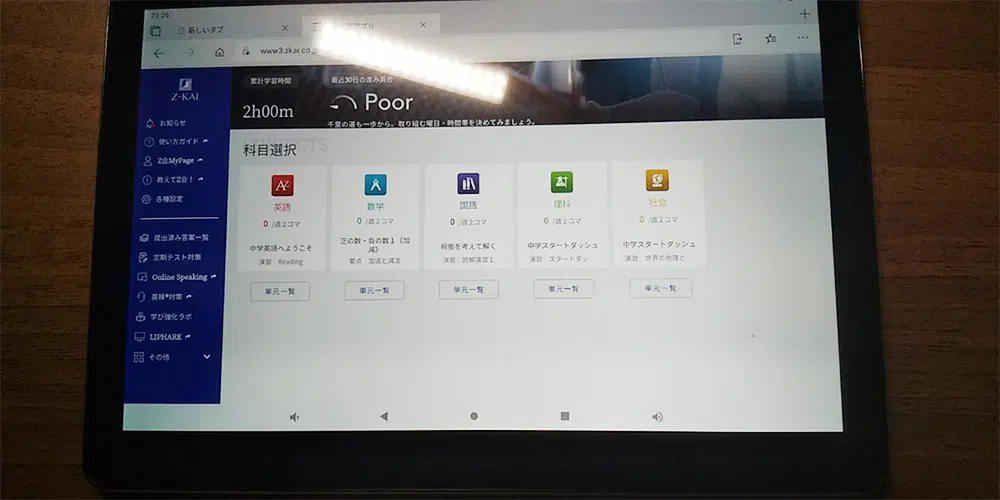 21:26
新しいタブ
www3.zkai.co.jp
Z-KAI
お知らせ
使い方ガイド
Z会MyPage
教えてZ会！
各種設定
提出済み答案一覧
定期テスト対策
Online Speaking
英検®対策
学び強化ラボ
LIPHARE
その他
累計学習時間
2h00m
最近30日の進み具合
Poor
千里の道も一歩から。取り組む曜日・時間帯を決めてみましょう。
科目選択
英語
0 /週2コマ
中学英語へようこそ
演習 Reading
単元一覧
数学
0 /週2コマ
正の数・負の数1（加
減）
要点 加法と減法
単元一覧
国語
0 /週2コマ
根拠を考えて解く
演習 読解演習1
単元一覧
理科
0 /週2コマ
中学スタートダッシュ
演習 スタートダッ…
単元一覧
社会
0 /週2コマ
中学スタートダッシュ
演習 世界の地理と…
単元一覧